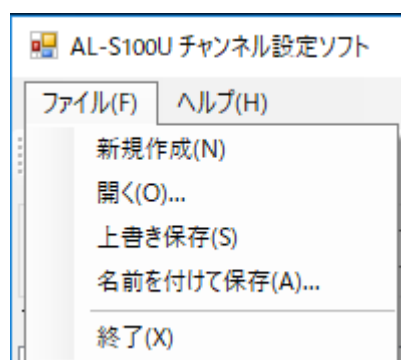 AL-S100U チャンネル設定ソフト
ファイル(F) ヘルプ(H)
新規作成(N)
開く(O)...
上書き保存(S)
名前を付けて保存(A)...
終了(X)